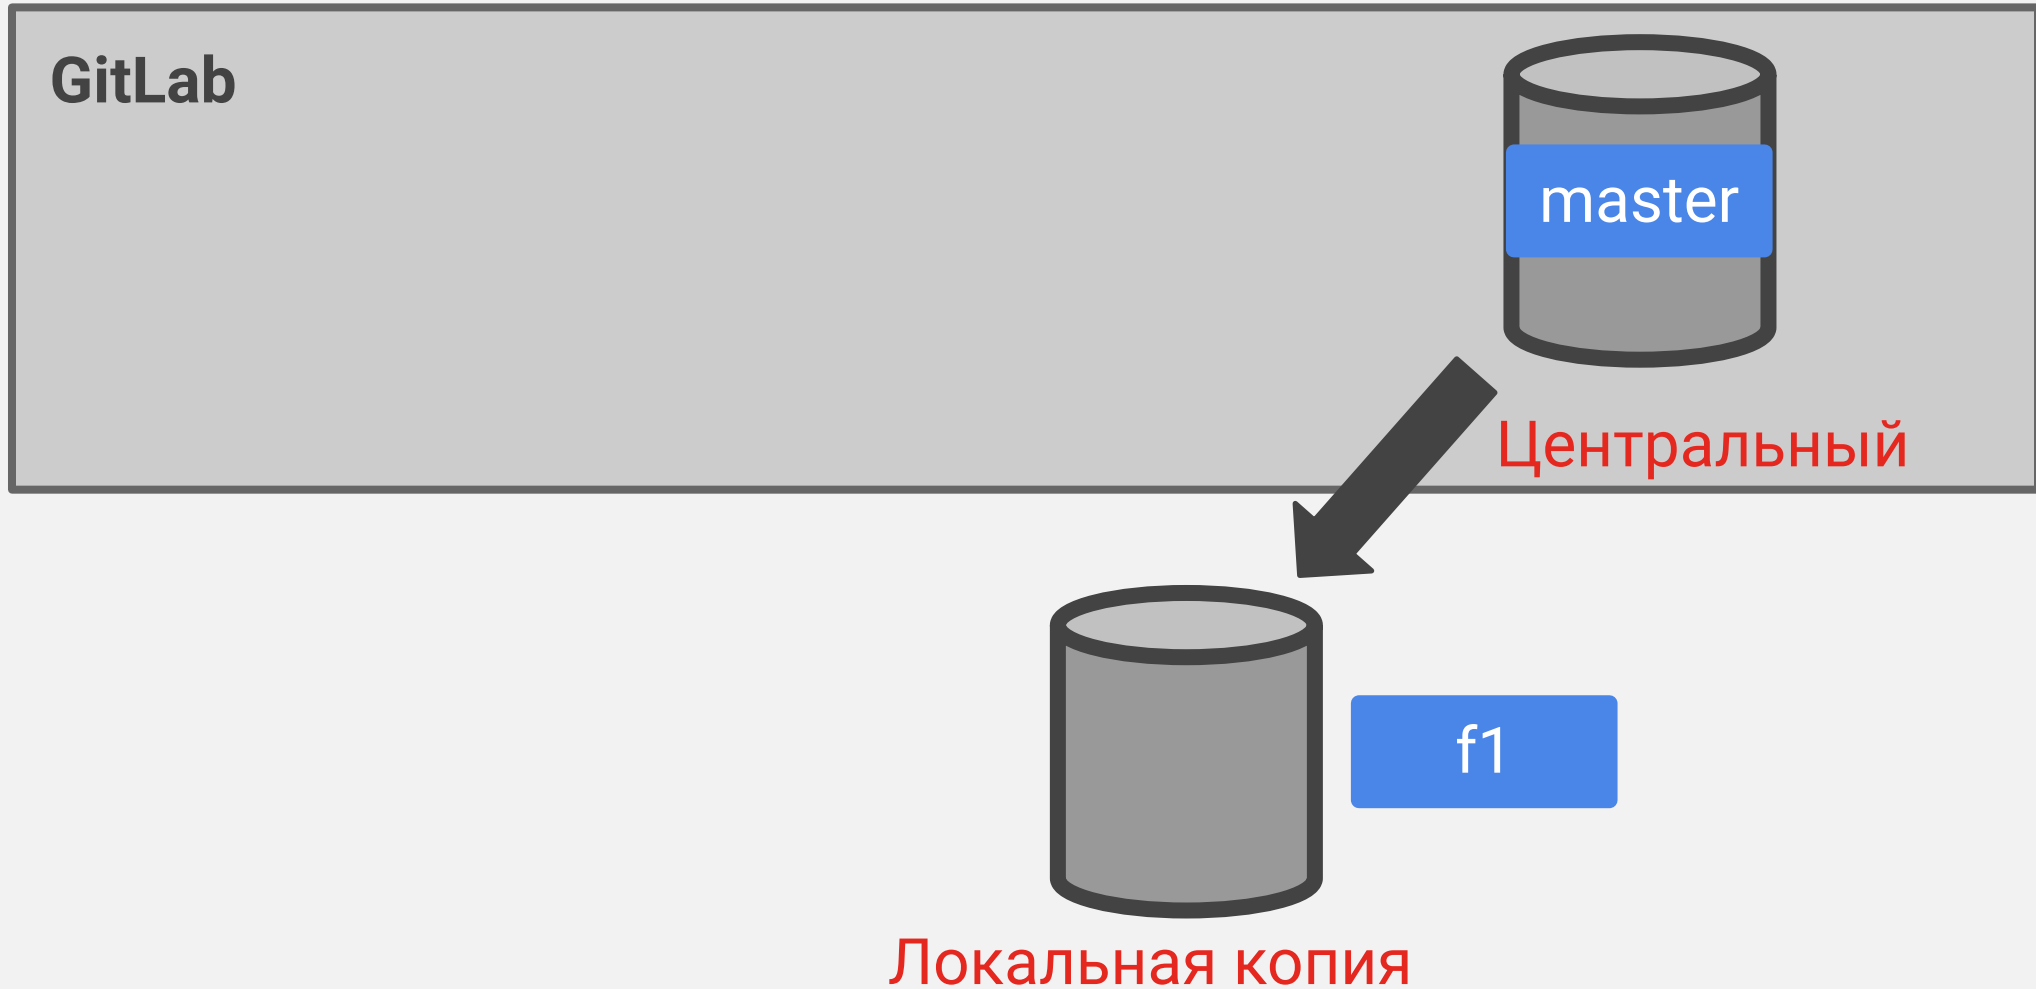 GitLab
master
Центральный
f1
Локальная копия